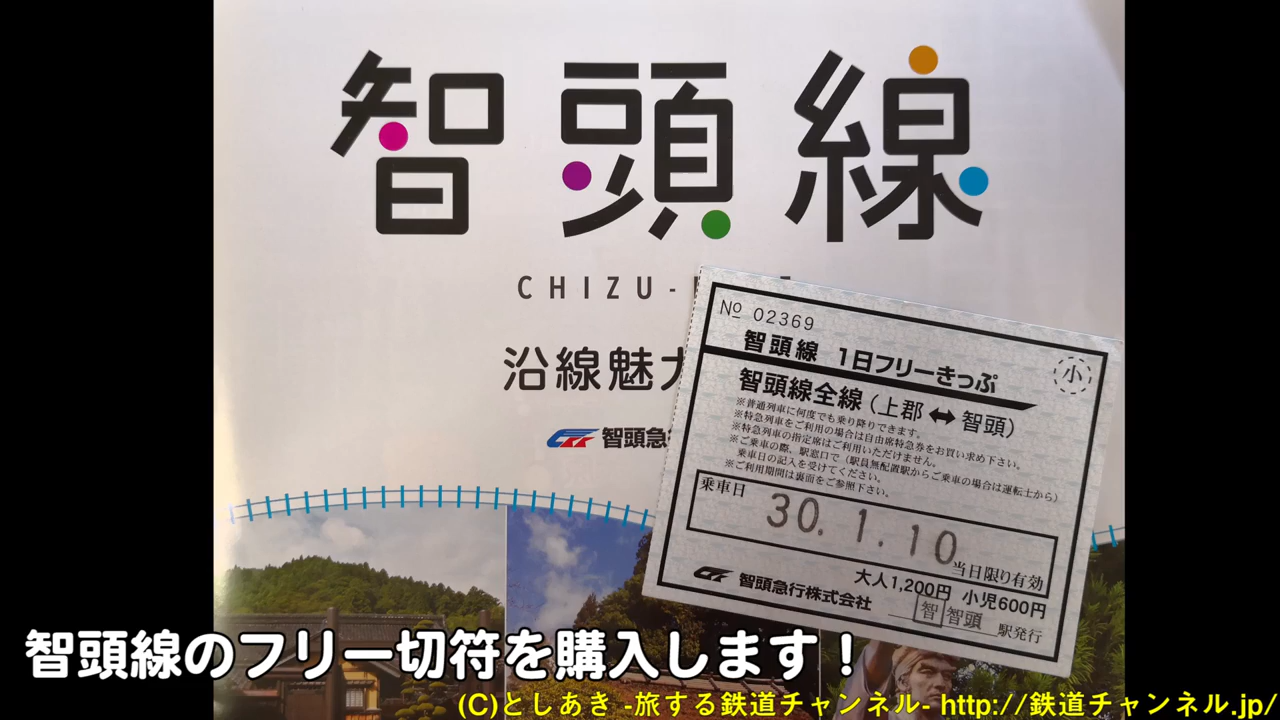 智頭線
CHIZU-
沿線魅力
智頭急行
№ 02369
智頭線 1日フリーきっぷ
小
智頭線全線(上郡⇔智頭)
※普通列車に何度でも乗り降りできます。
※特急列車をご利用の場合は自由席特急券をお買い求め下さい。
※特急列車の指定席はご利用いただけません。
※ご乗車の際、駅窓口で(駅員無配置駅からご乗車の場合は運転士から)
乗車日の記入を受けてください。
※ご利用期間は裏面をご参照下さい。
乗車日
30.1.10
当日限り有効
大人1,200円 小児600円
智頭急行株式会社
智 智頭 駅発行
智頭線のフリー切符を購入します!
(C)としあき -旅する鉄道チャンネル- http://鉄道チャンネル.jp/